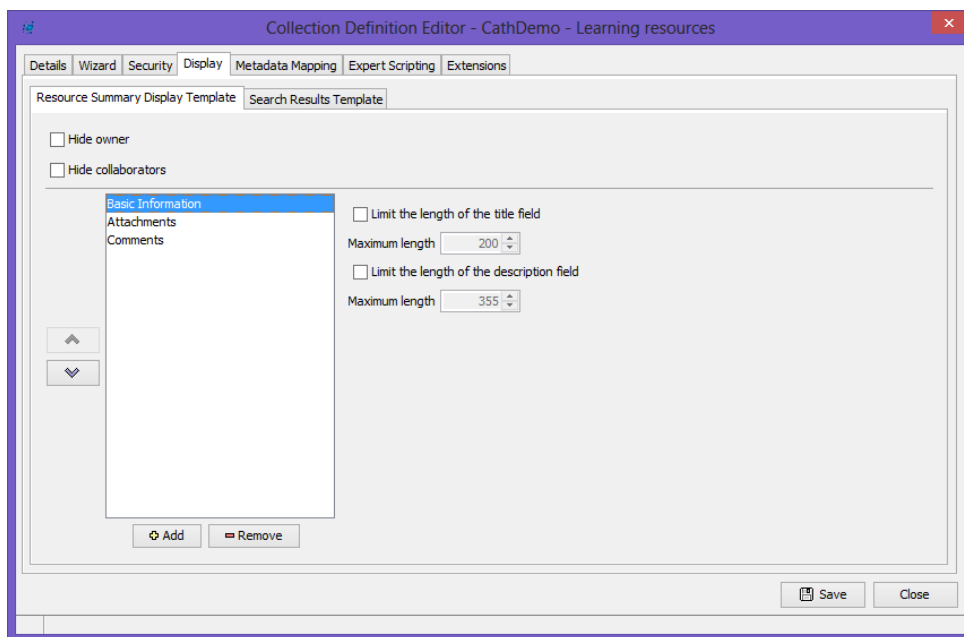 Collection Definition Editor - CathDemo - Learning resources
Details Wizard Security Display Metadata Mapping Expert Scripting Extensions
Resource Summary Display Template Search Results Template
Hide owner
Hide collaborators
Basic Information
Attachments
Comments
Limit the length of the title field
Maximum length 200
Limit the length of the description field
Maximum length 355
Add Remove
Save Close